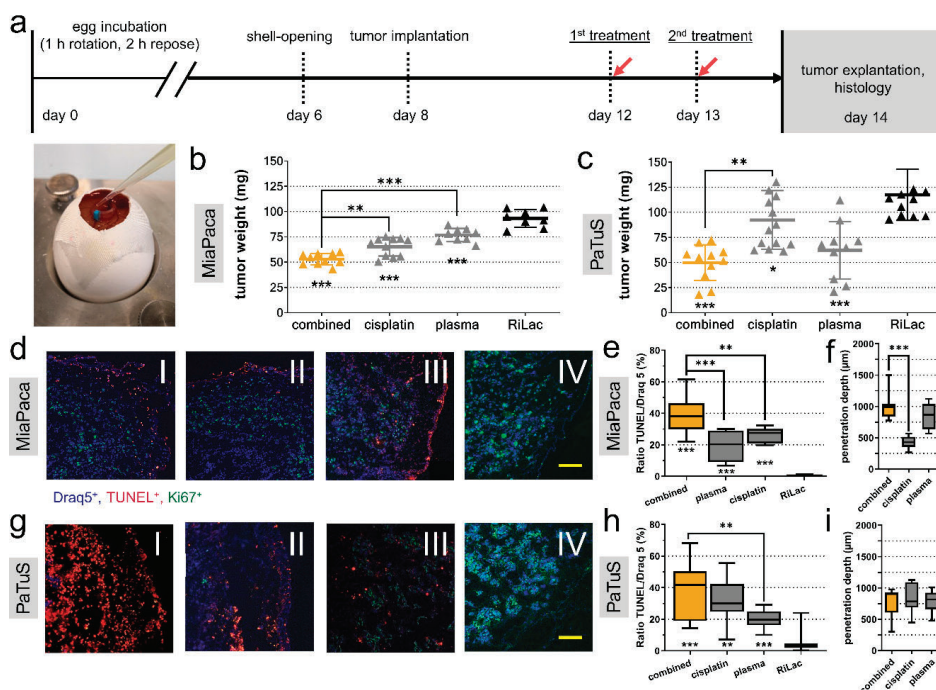 a
egg incubation
(1 h rotation, 2 h repose)
shell-opening
tumor implantation
1st treatment
2nd treatment
tumor explantation,
histology
day 0
day 6
day 8
day 12
day 13
day 14
b
MiaPaca
tumor weight (mg)
150
125
100
75
50
25
0
***
**
***
***
***
combined
cisplatin
plasma
RiLac
c
PaTuS
tumor weight (mg)
150
125
100
75
50
25
0
**
***
*
***
combined
cisplatin
plasma
RiLac
d
MiaPaca
I
II
III
IV
Draq5+, TUNEL+, Ki67+
e
Ratio TUNEL/Draq 5 (%)
80
60
40
20
0
**
***
***
***
***
combined
plasma
cisplatin
RiLac
f
penetration depth (µm)
2000
1500
1000
500
0
***
combined
cisplatin
plasma
g
PaTuS
I
II
III
IV
h
Ratio TUNEL/Draq 5 (%)
80
60
40
20
0
**
***
**
***
combined
cisplatin
plasma
RiLac
i
penetration depth (µm)
2000
1500
1000
500
0
combined
cisplatin
plasma